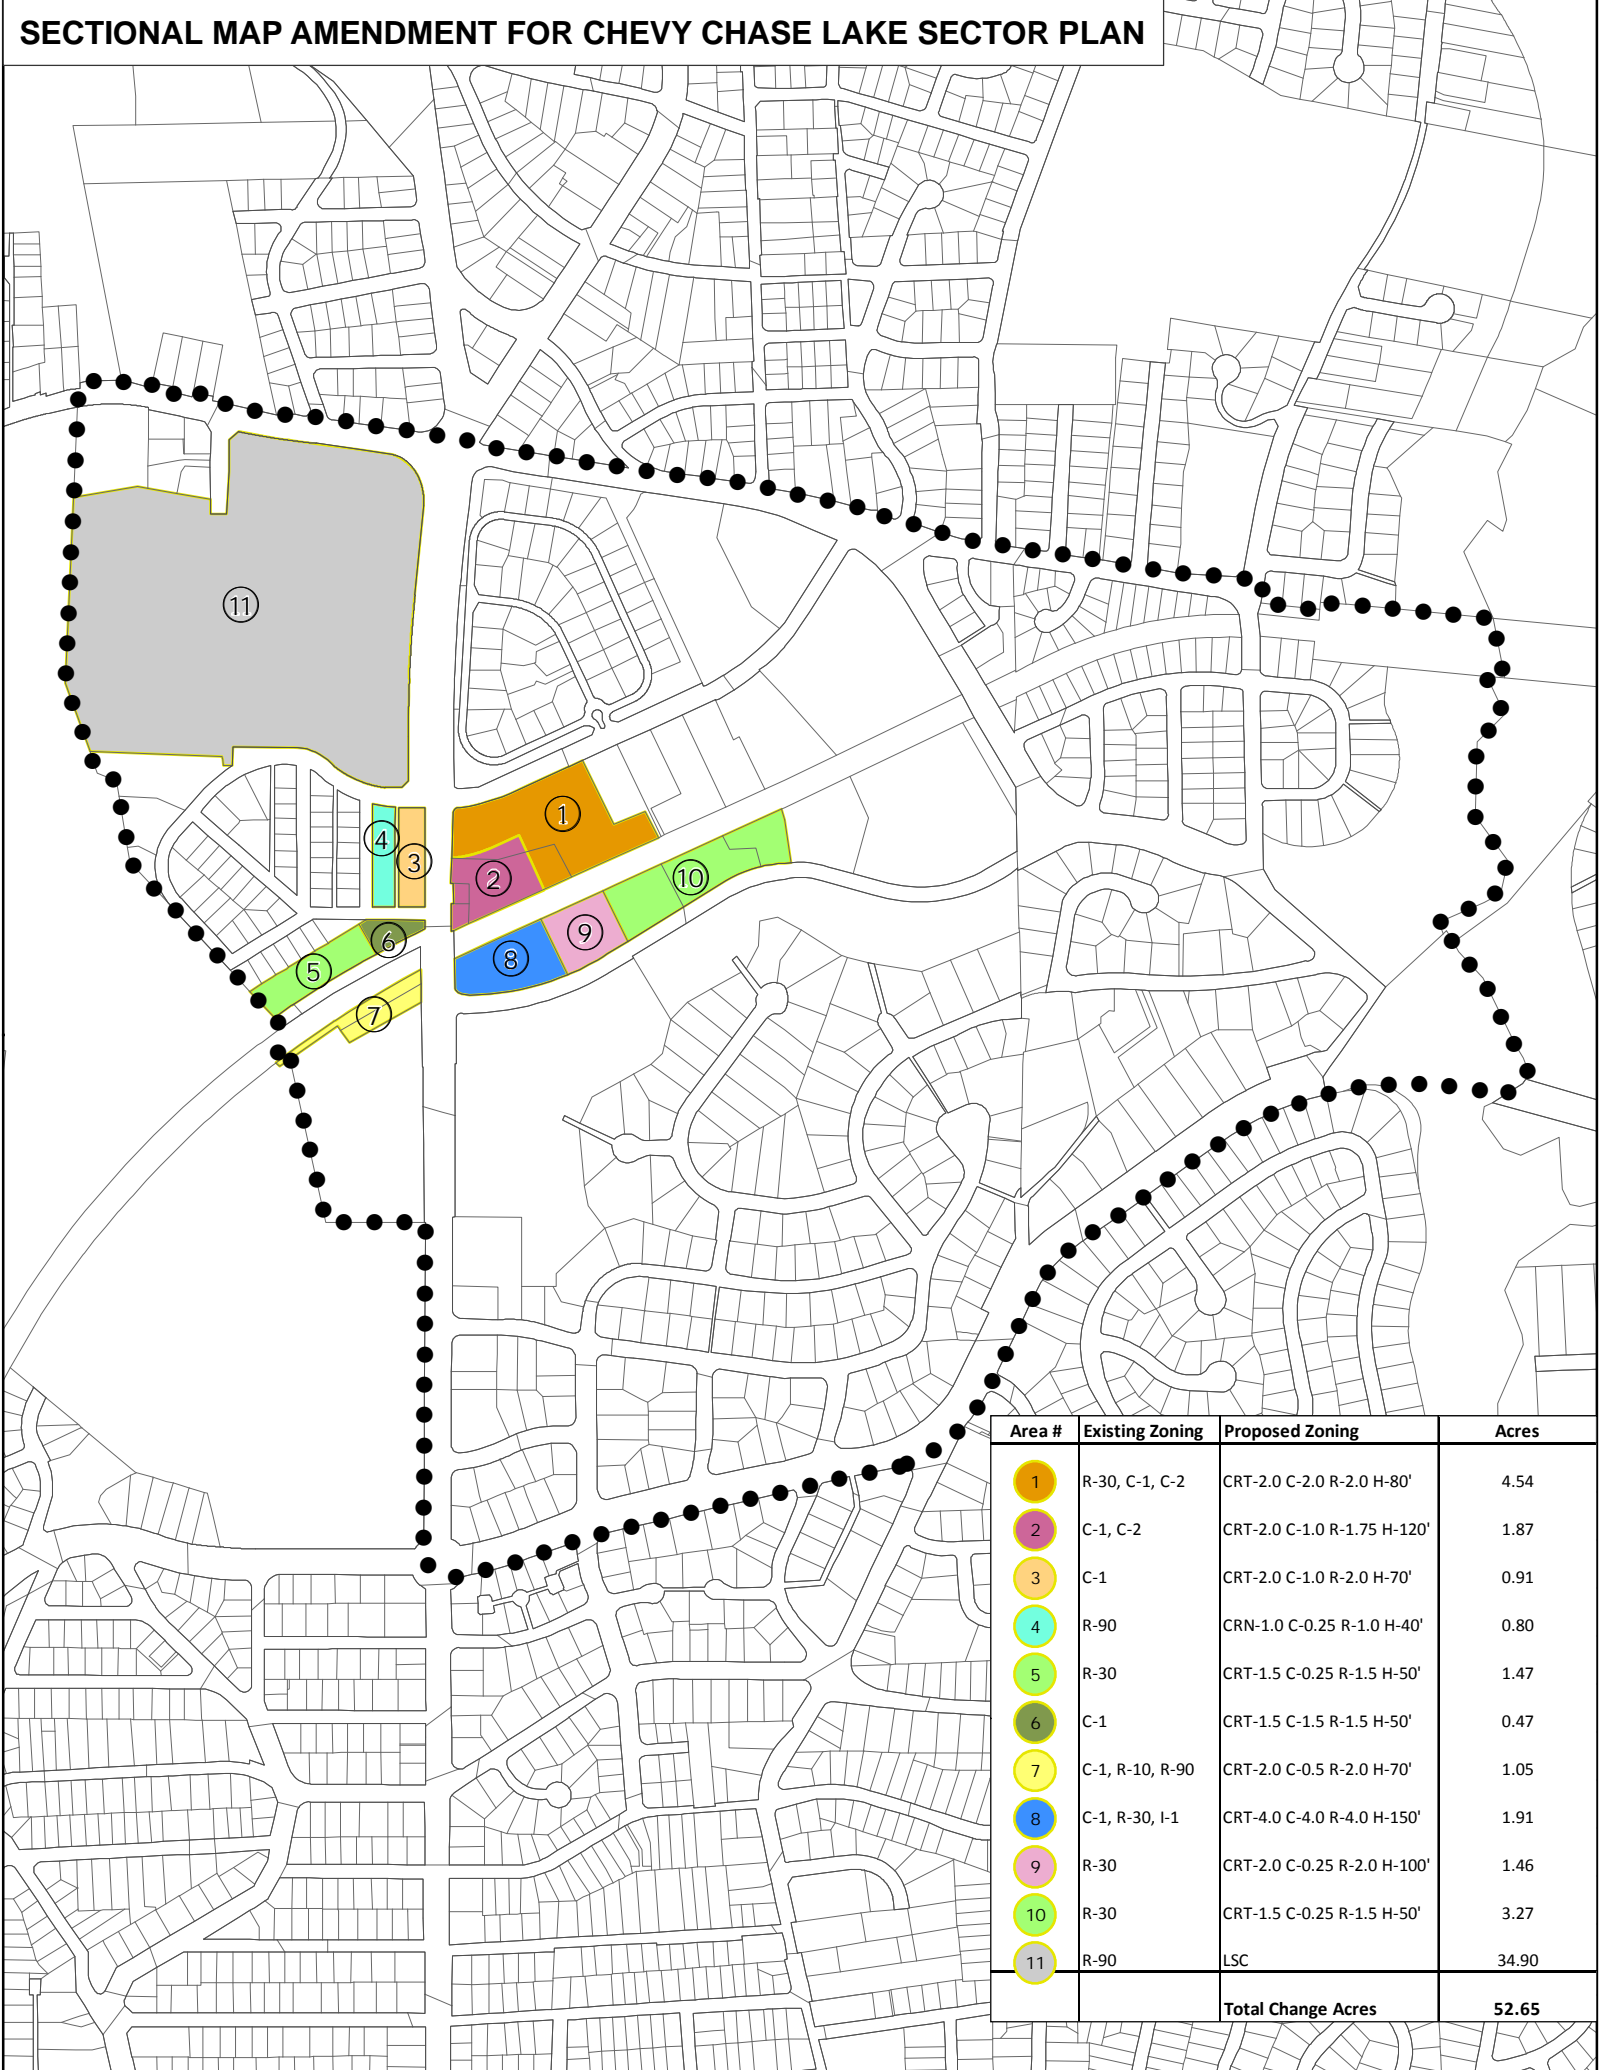 SECTIONAL MAP AMENDMENT FOR CHEVY CHASE LAKE SECTOR PLAN
11
1
4
3
2
10
9
6
8
5
7
Area # Existing Zoning Proposed Zoning Acres
1 R-30, C-1, C-2 CRT-2.0 C-2.0 R-2.0 H-80' 4.54
2 C-1, C-2 CRT-2.0 C-1.0 R-1.75 H-120' 1.87
3 C-1 CRT-2.0 C-1.0 R-2.0 H-70' 0.91
4 R-90 CRN-1.0 C-0.25 R-1.0 H-40' 0.80
5 R-30 CRT-1.5 C-0.25 R-1.5 H-50' 1.47
6 C-1 CRT-1.5 C-1.5 R-1.5 H-50' 0.47
7 C-1, R-10, R-90 CRT-2.0 C-0.5 R-2.0 H-70' 1.05
8 C-1, R-30, I-1 CRT-4.0 C-4.0 R-4.0 H-150' 1.91
9 R-30 CRT-2.0 C-0.25 R-2.0 H-100' 1.46
10 R-30 CRT-1.5 C-0.25 R-1.5 H-50' 3.27
11 R-90 LSC 34.90
Total Change Acres 52.65